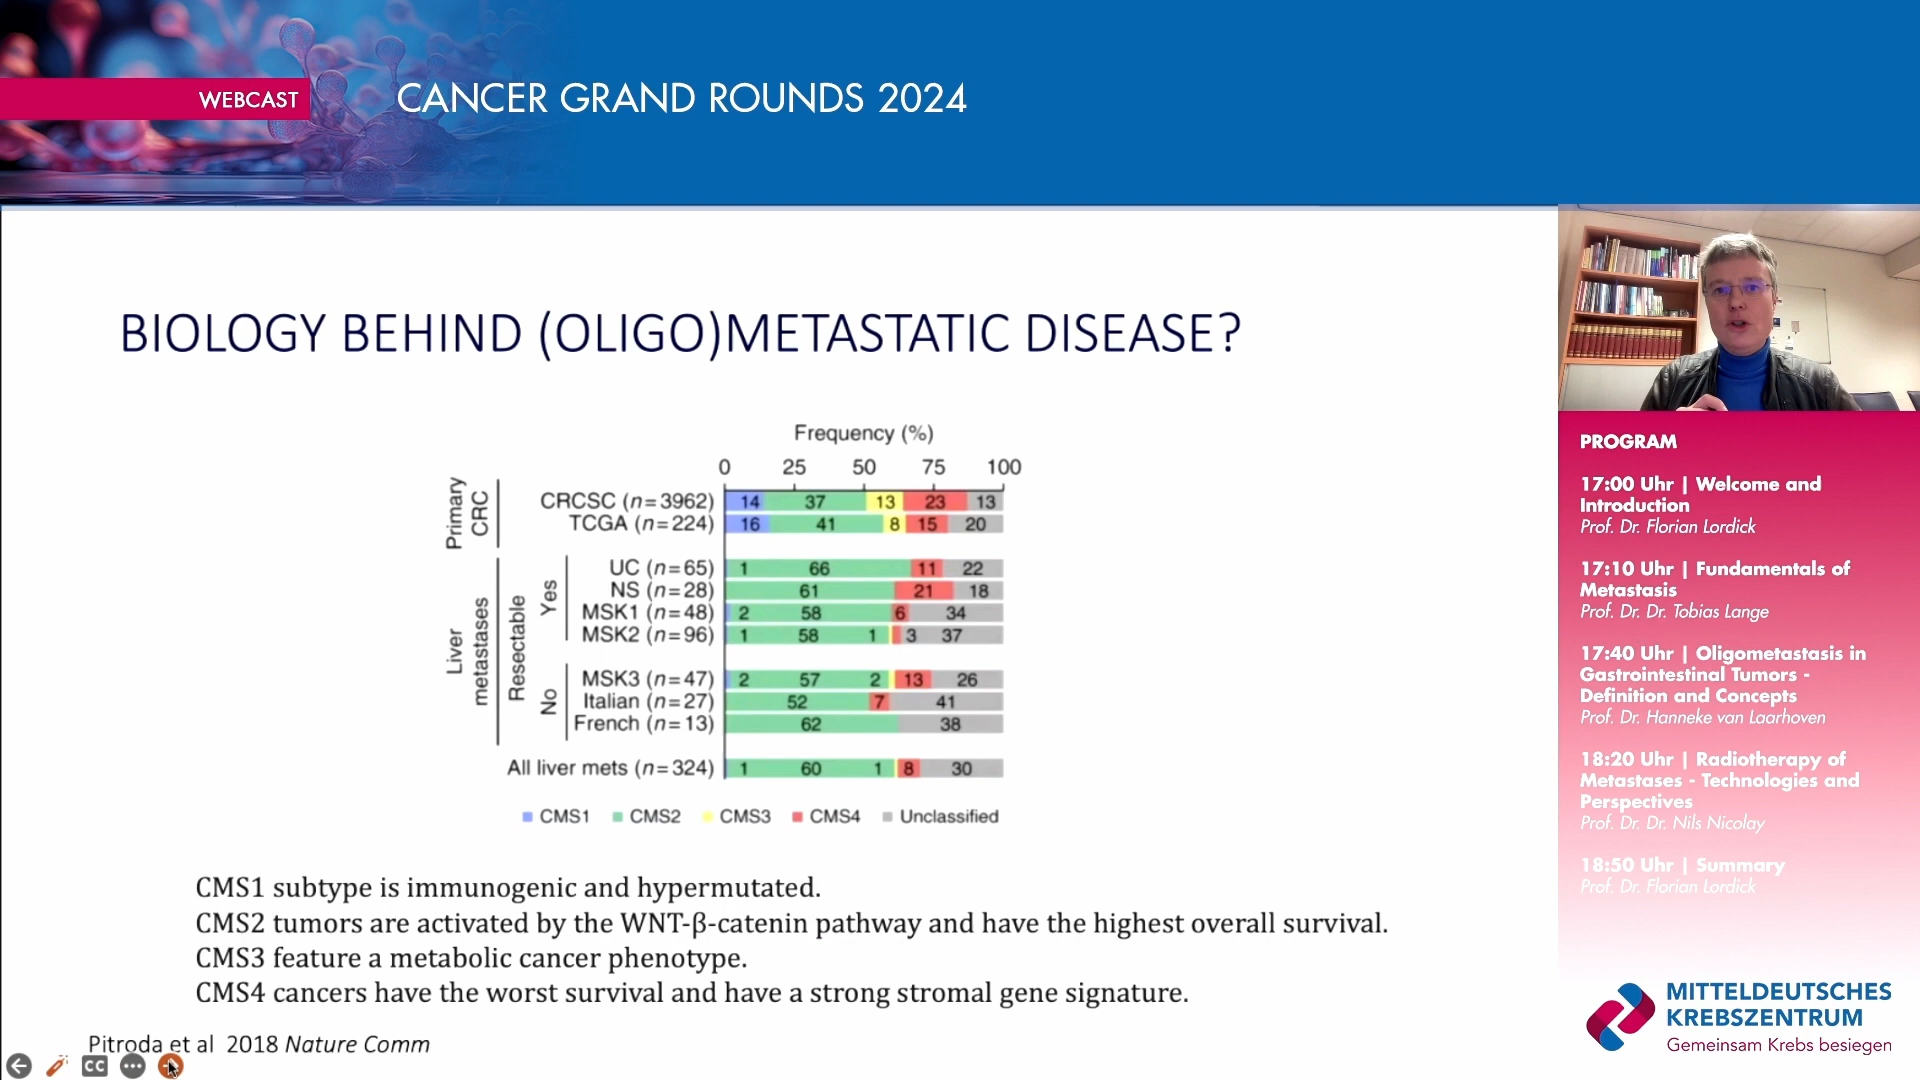 WEBCAST
CANCER GRAND ROUNDS 2024
BIOLOGY BEHIND (OLIGO)METASTATIC DISEASE?
Frequency (%)
0 25 50 75 100
Primary
CRC
CRCSC (n=3962) 14 37 13 23 13
TCGA (n=224) 16 41 8 15 20
Liver
metastases
Resectable
Yes
UC (n=65) 1 66 11 22
NS (n=28) 61 21 18
MSK1 (n=48) 2 58 6 34
MSK2 (n=96) 1 58 1 3 37
No
MSK3 (n=47) 2 57 2 13 26
Italian (n=27) 52 7 41
French (n=13) 62 38
All liver mets (n=324) 1 60 1 8 30
CMS1 CMS2 CMS3 CMS4 Unclassified
CMS1 subtype is immunogenic and hypermutated.
CMS2 tumors are activated by the WNT-β-catenin pathway and have the highest overall survival.
CMS3 feature a metabolic cancer phenotype.
CMS4 cancers have the worst survival and have a strong stromal gene signature.
Pitroda et al 2018 Nature Comm
CC
PROGRAM
17:00 Uhr | Welcome and
Introduction
Prof. Dr. Florian Lordick
17:10 Uhr | Fundamentals of
Metastasis
Prof. Dr. Dr. Tobias Lange
17:40 Uhr | Oligometastasis in
Gastrointestinal Tumors -
Definition and Concepts
Prof. Dr. Hanneke van Laarhoven
18:20 Uhr | Radiotherapy of
Metastases - Technologies and
Perspectives
Prof. Dr. Dr. Nils Nicolay
18:50 Uhr | Summary
Prof. Dr. Florian Lordick
MITTELDEUTSCHES
KREBSZENTRUM
Gemeinsam Krebs besiegen